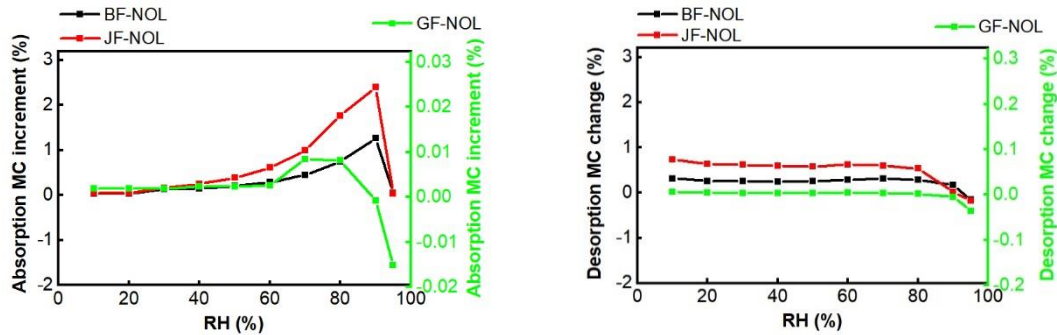 BF-NOL
JF-NOL
GF-NOL
Absorption MC increment (%)
3
2
1
0
-1
-2
0.03
0.02
0.01
0.00
-0.01
-0.02
Absorption MC increment (%)
0 20 40 60 80 100
RH (%)
BF-NOL
JF-NOL
GF-NOL
Desorption MC change (%)
3
2
1
0
-1
-2
0.3
0.2
0.1
0.0
-0.1
-0.2
Desorption MC change (%)
0 20 40 60 80 100
RH (%)